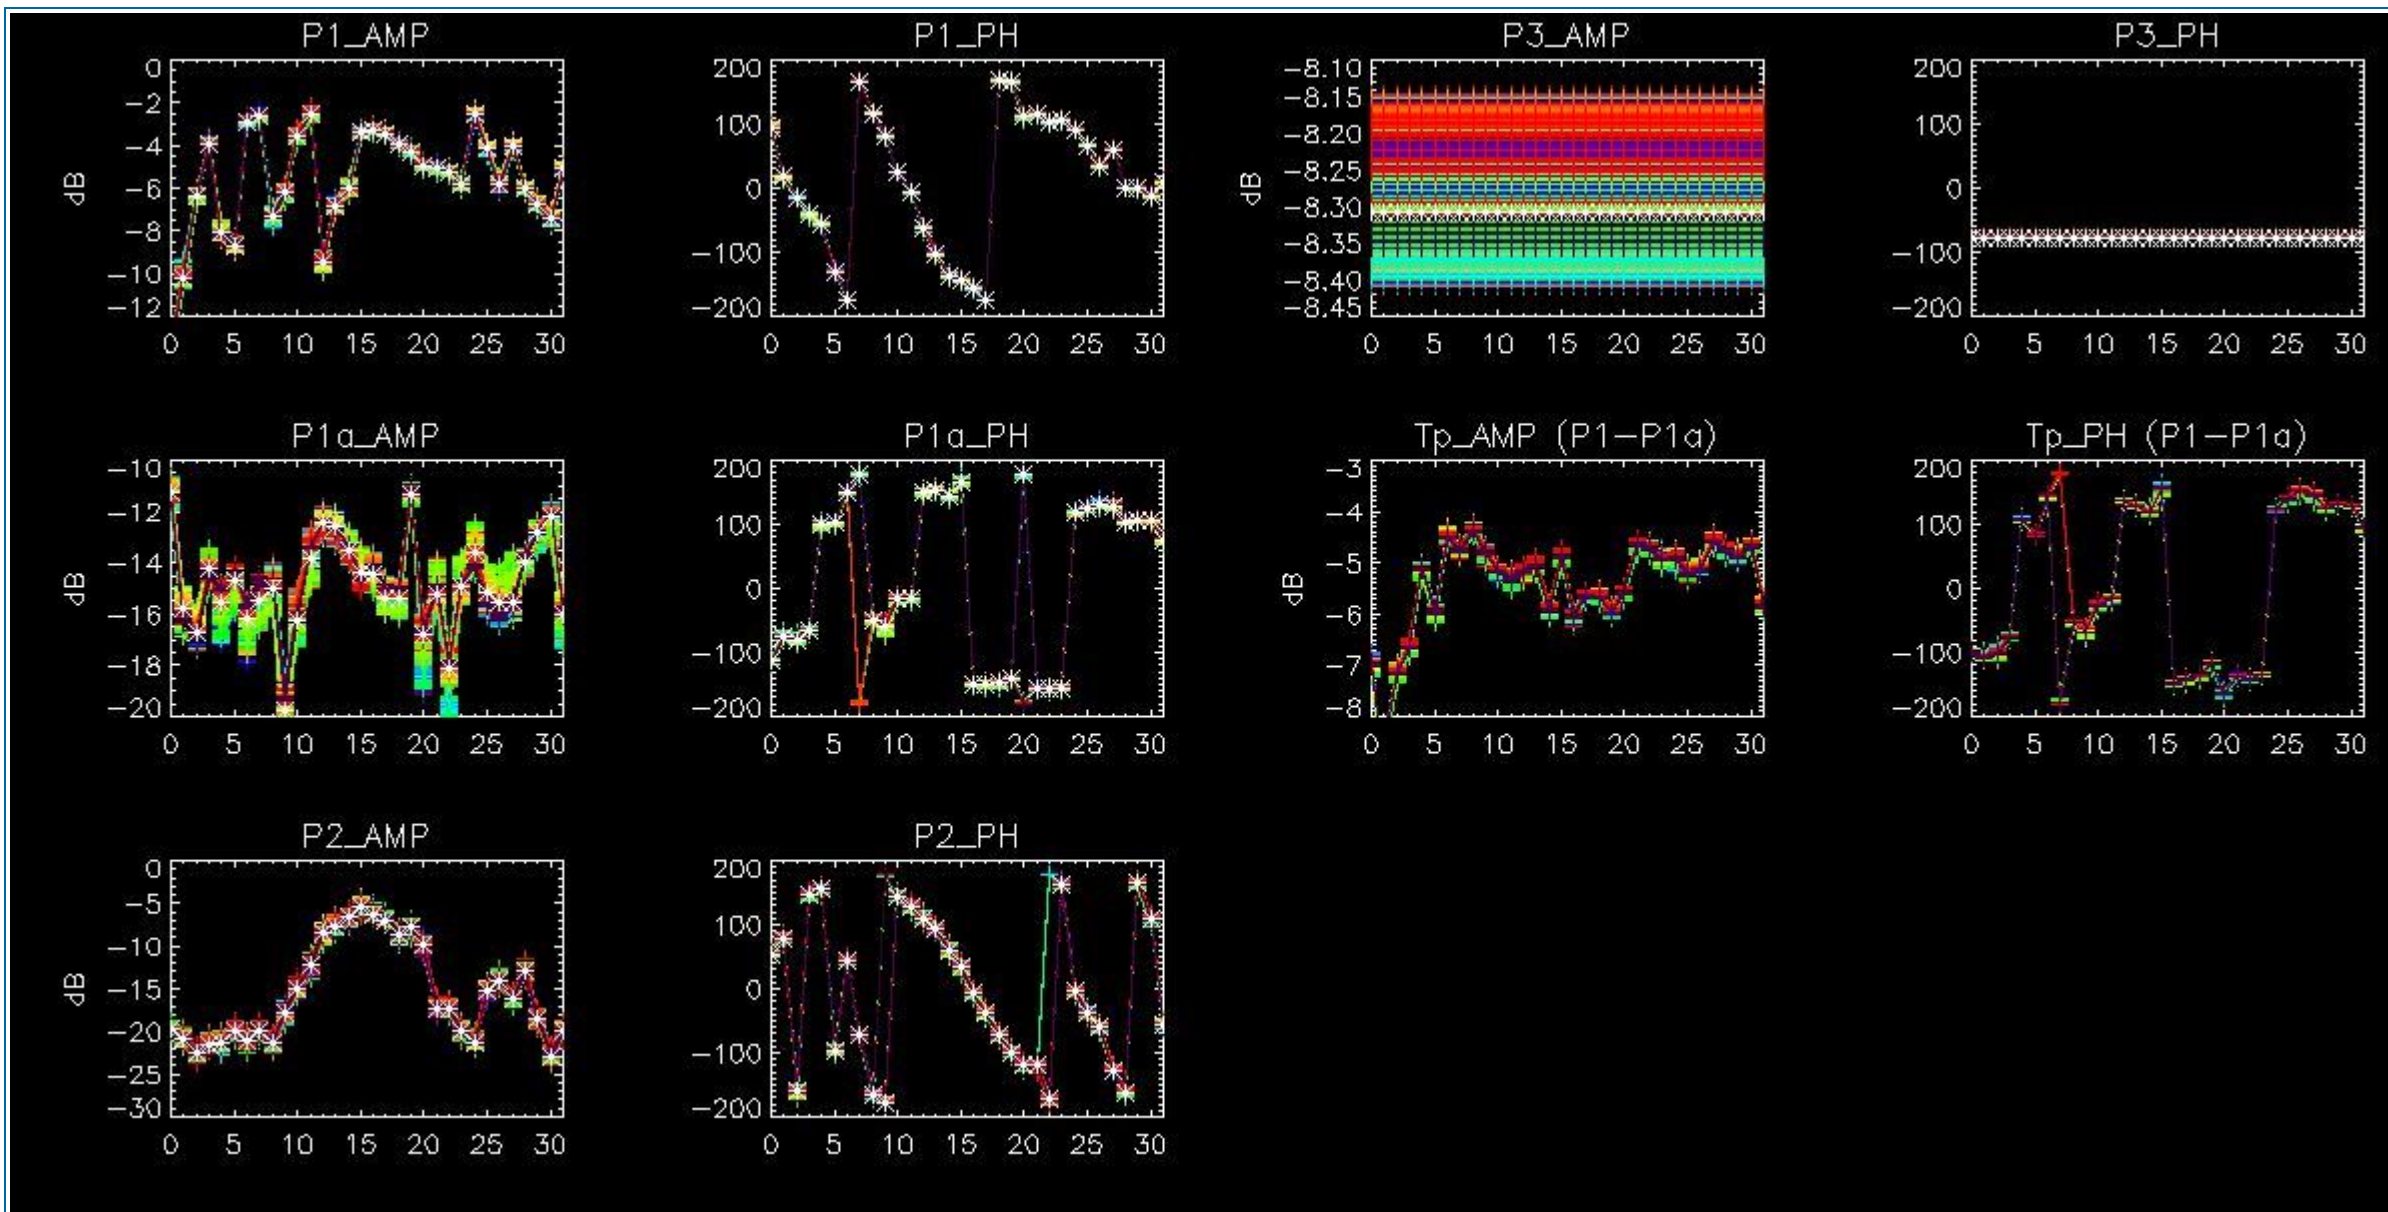 P1_AMP
P1_PH
P3_AMP
P3_PH
0
−2
−4
−6
−8
−10
−12
dB
0 5 10 15 20 25 30
200
100
0
−100
−200
0 5 10 15 20 25 30
−8.10
−8.15
−8.20
−8.25
−8.30
−8.35
−8.40
−8.45
dB
0 5 10 15 20 25 30
200
100
0
−100
−200
0 5 10 15 20 25 30
P1a_AMP
P1a_PH
Tp_AMP (P1−P1a)
Tp_PH (P1−P1a)
−10
−12
−14
−16
−18
−20
dB
0 5 10 15 20 25 30
200
100
0
−100
−200
0 5 10 15 20 25 30
−3
−4
−5
−6
−7
−8
dB
0 5 10 15 20 25 30
200
100
0
−100
−200
0 5 10 15 20 25 30
P2_AMP
P2_PH
0
−5
−10
−15
−20
−25
−30
dB
0 5 10 15 20 25 30
200
100
0
−100
−200
0 5 10 15 20 25 30